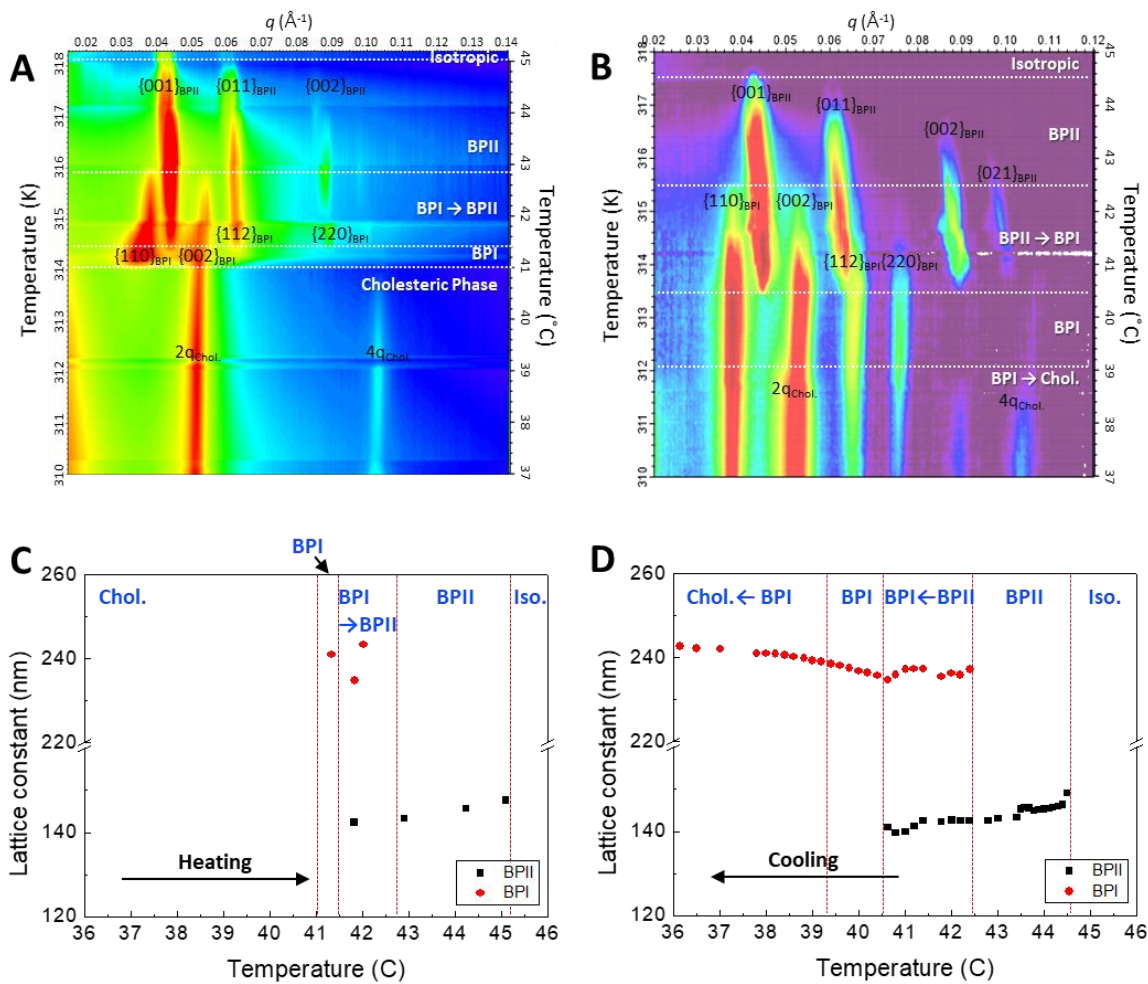 q (Å⁻¹)
0.02 0.03 0.04 0.05 0.06 0.07 0.08 0.09 0.10 0.11 0.12 0.13 0.14
A
Isotropic
{001}BPII {011}BPII {002}BPII
BPII
BPI → BPII
{112}BPI {220}BPI
{110}BPI {002}BPI
BPI
Cholesteric Phase
2qChol. 4qChol.
Temperature (K)
318 317 316 315 314 313 312 311 310
Temperature (˚C)
45 44 43 42 41 40 39 38 37
q (Å⁻¹)
0.02 0.03 0.04 0.05 0.06 0.07 0.08 0.09 0.10 0.11 0.12
B
Isotropic
{001}BPII
{011}BPII
BPII
{002}BPII
{021}BPII
{110}BPI {002}BPI
BPII → BPI
{112}BPI {220}BPI
BPI
BPI → Chol.
2qChol. 4qChol.
Temperature (K)
318 317 316 315 314 313 312 311 310
Temperature (˚C)
45 44 43 42 41 40 39 38 37
C
BPI
260
240
220
140
120
Lattice constant (nm)
Chol. BPI BPII Iso.
→BPII
Heating
BPII
BPI
36 37 38 39 40 41 42 43 44 45 46
Temperature (C)
D
260
240
220
140
120
Lattice constant (nm)
Chol.← BPI BPI BPI←BPII BPII Iso.
Cooling
BPII
BPI
36 37 38 39 40 41 42 43 44 45 46
Temperature (C)